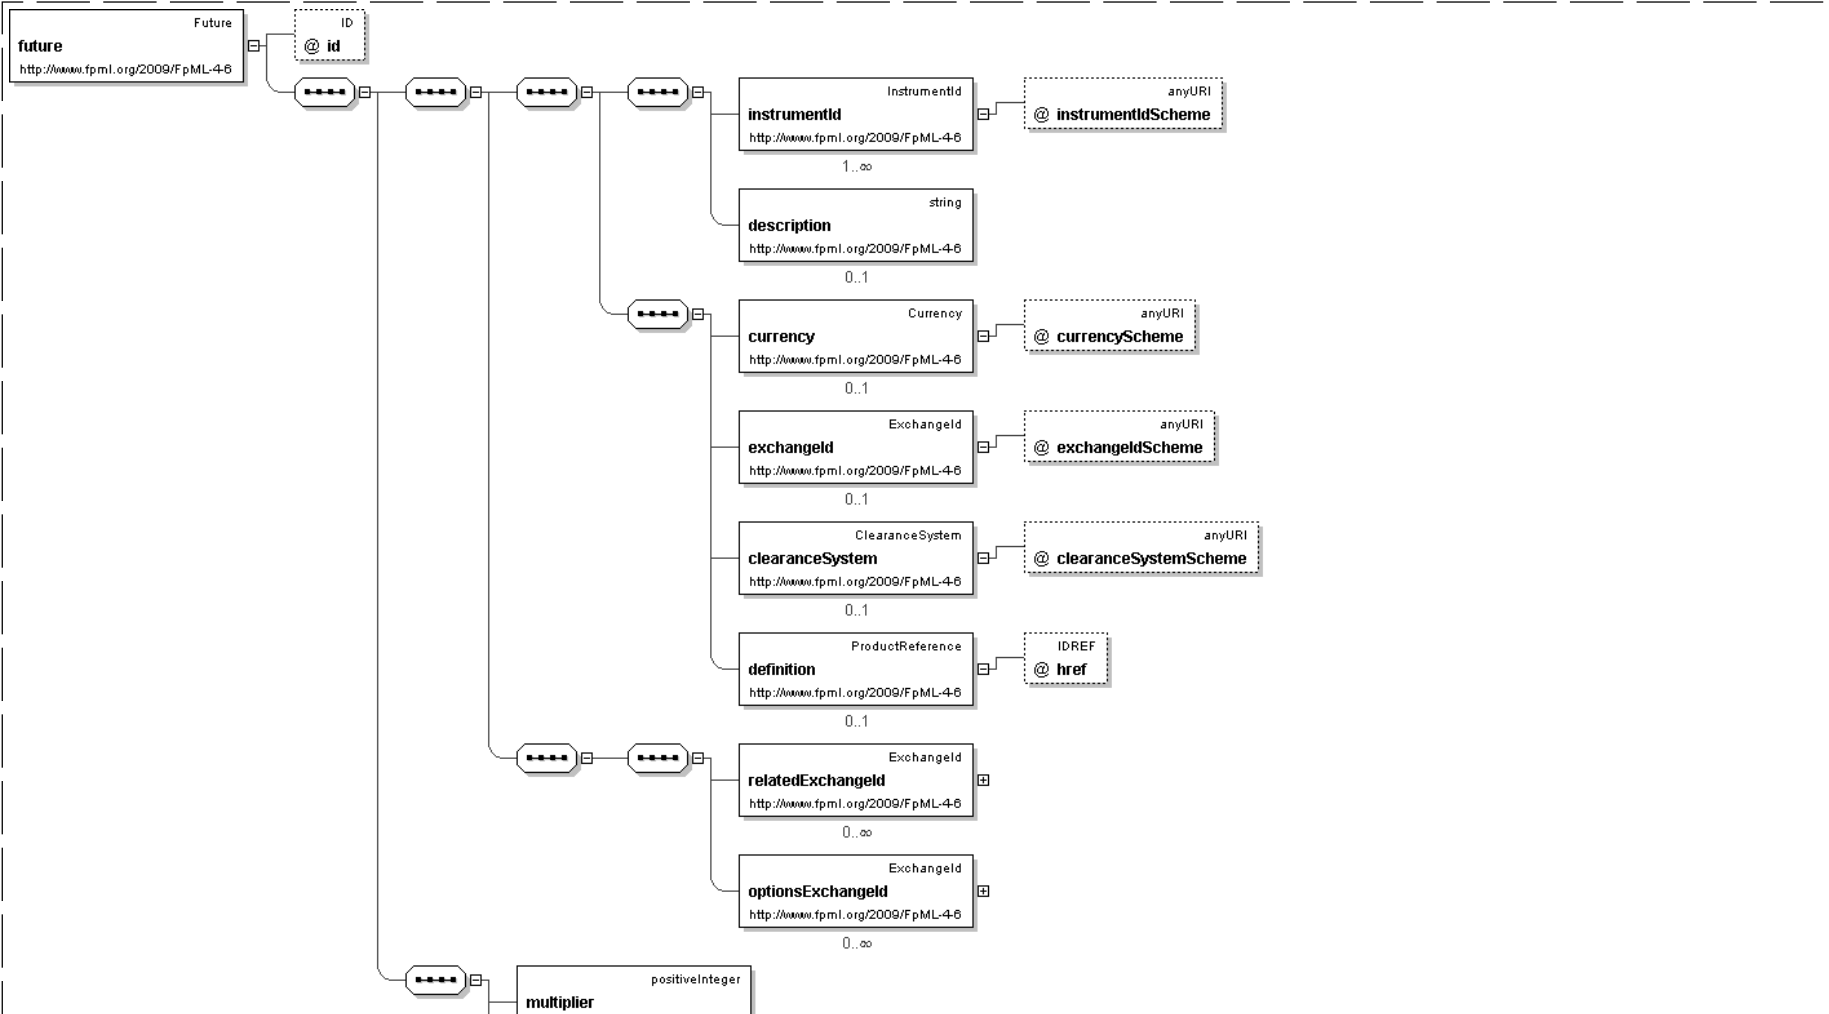 Future
future
http://www.fpml.org/2009/FpML-4-6
ID
@ id
InstrumentId
instrumentId
http://www.fpml.org/2009/FpML-4-6
1..∞
anyURI
@ instrumentIdScheme
string
description
http://www.fpml.org/2009/FpML-4-6
0..1
Currency
currency
http://www.fpml.org/2009/FpML-4-6
0..1
anyURI
@ currencyScheme
ExchangeId
exchangeId
http://www.fpml.org/2009/FpML-4-6
0..1
anyURI
@ exchangeIdScheme
ClearanceSystem
clearanceSystem
http://www.fpml.org/2009/FpML-4-6
0..1
anyURI
@ clearanceSystemScheme
ProductReference
definition
http://www.fpml.org/2009/FpML-4-6
0..1
IDREF
@ href
ExchangeId
relatedExchangeId
http://www.fpml.org/2009/FpML-4-6
0..∞
ExchangeId
optionsExchangeId
http://www.fpml.org/2009/FpML-4-6
0..∞
positiveInteger
multiplier